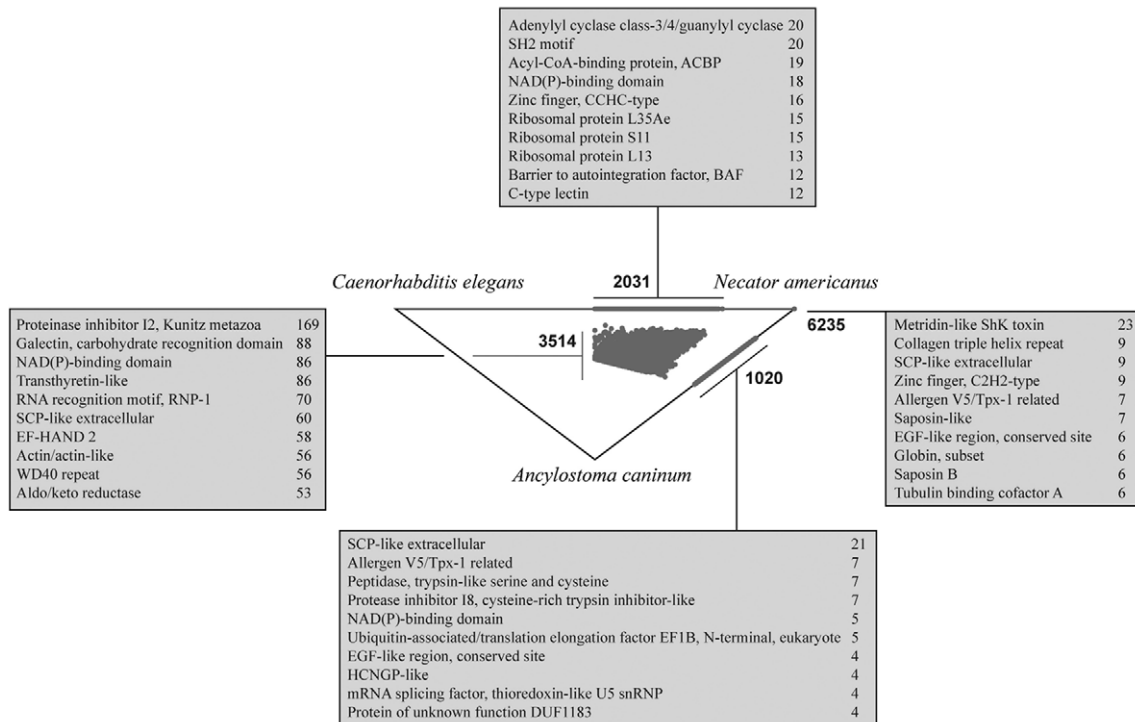 Adenylyl cyclase class-3/4/guanylyl cyclase 20
SH2 motif 20
Acyl-CoA-binding protein, ACBP 19
NAD(P)-binding domain 18
Zinc finger, CCHC-type 16
Ribosomal protein L35Ae 15
Ribosomal protein S11 15
Ribosomal protein L13 13
Barrier to autointegration factor, BAF 12
C-type lectin 12
Caenorhabditis elegans
2031
Necator americanus
Proteinase inhibitor I2, Kunitz metazoa 169
Galectin, carbohydrate recognition domain 88
NAD(P)-binding domain 86
Transthyretin-like 86
RNA recognition motif, RNP-1 70
SCP-like extracellular 60
EF-HAND 2 58
Actin/actin-like 56
WD40 repeat 56
Aldo/keto reductase 53
3514
6235
1020
Metridin-like ShK toxin 23
Collagen triple helix repeat 9
SCP-like extracellular 9
Zinc finger, C2H2-type 9
Allergen V5/Tpx-1 related 7
Saposin-like 7
EGF-like region, conserved site 6
Globin, subset 6
Saposin B 6
Tubulin binding cofactor A 6
Ancylostoma caninum
SCP-like extracellular 21
Allergen V5/Tpx-1 related 7
Peptidase, trypsin-like serine and cysteine 7
Protease inhibitor I8, cysteine-rich trypsin inhibitor-like 7
NAD(P)-binding domain 5
Ubiquitin-associated/translation elongation factor EF1B, N-terminal, eukaryote 5
EGF-like region, conserved site 4
HCNGP-like 4
mRNA splicing factor, thioredoxin-like U5 snRNP 4
Protein of unknown function DUF1183 4